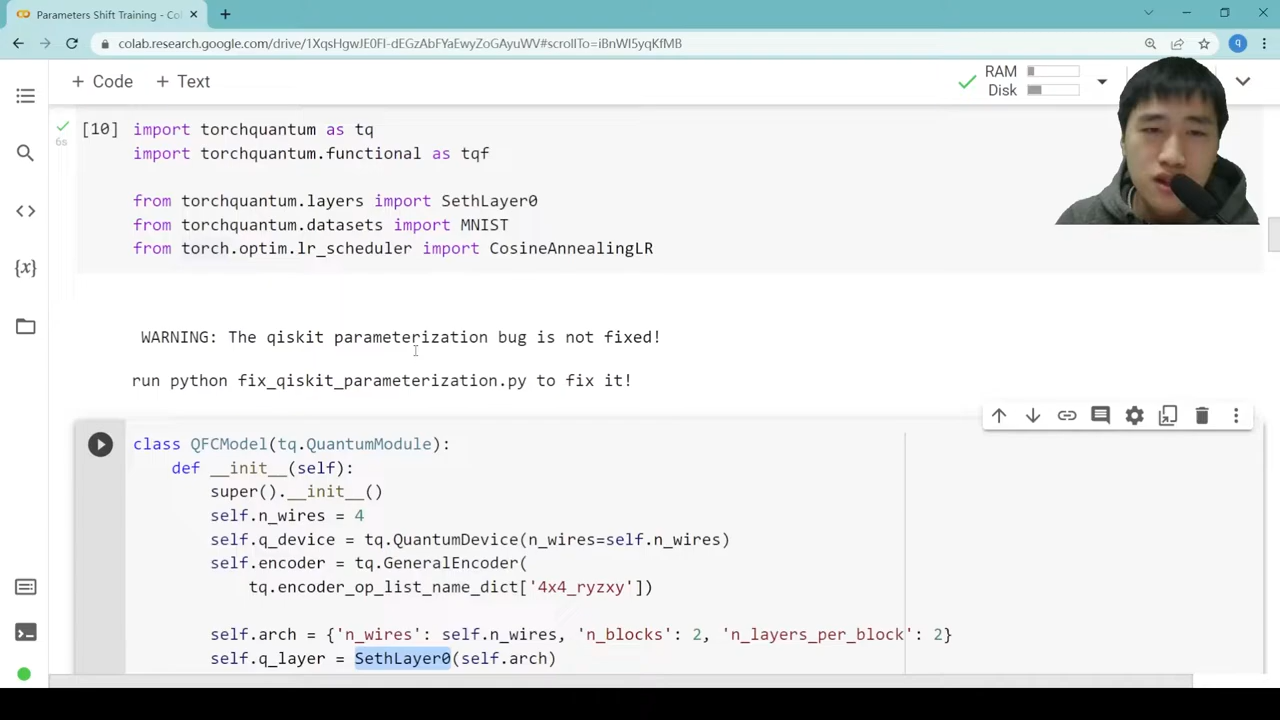 Parameters Shift Training - Col
colab.research.google.com/drive/1XqsHgwJE0Fl-dEGzAbFYaEwyZoGAyuWV#scrollTo=iBnWI5yqKfMB
q
+ Code + Text
RAM
Disk
[10]
6s
import torchquantum as tq
import torchquantum.functional as tqf
from torchquantum.layers import SethLayer0
from torchquantum.datasets import MNIST
from torch.optim.lr_scheduler import CosineAnnealingLR
WARNING: The qiskit parameterization bug is not fixed!
run python fix_qiskit_parameterization.py to fix it!
class QFCModel(tq.QuantumModule):
def __init__(self):
super().__init__()
self.n_wires = 4
self.q_device = tq.QuantumDevice(n_wires=self.n_wires)
self.encoder = tq.GeneralEncoder(
tq.encoder_op_list_name_dict['4x4_ryzxy'])
self.arch = {'n_wires': self.n_wires, 'n_blocks': 2, 'n_layers_per_block': 2}
self.q_layer = SethLayer0(self.arch)